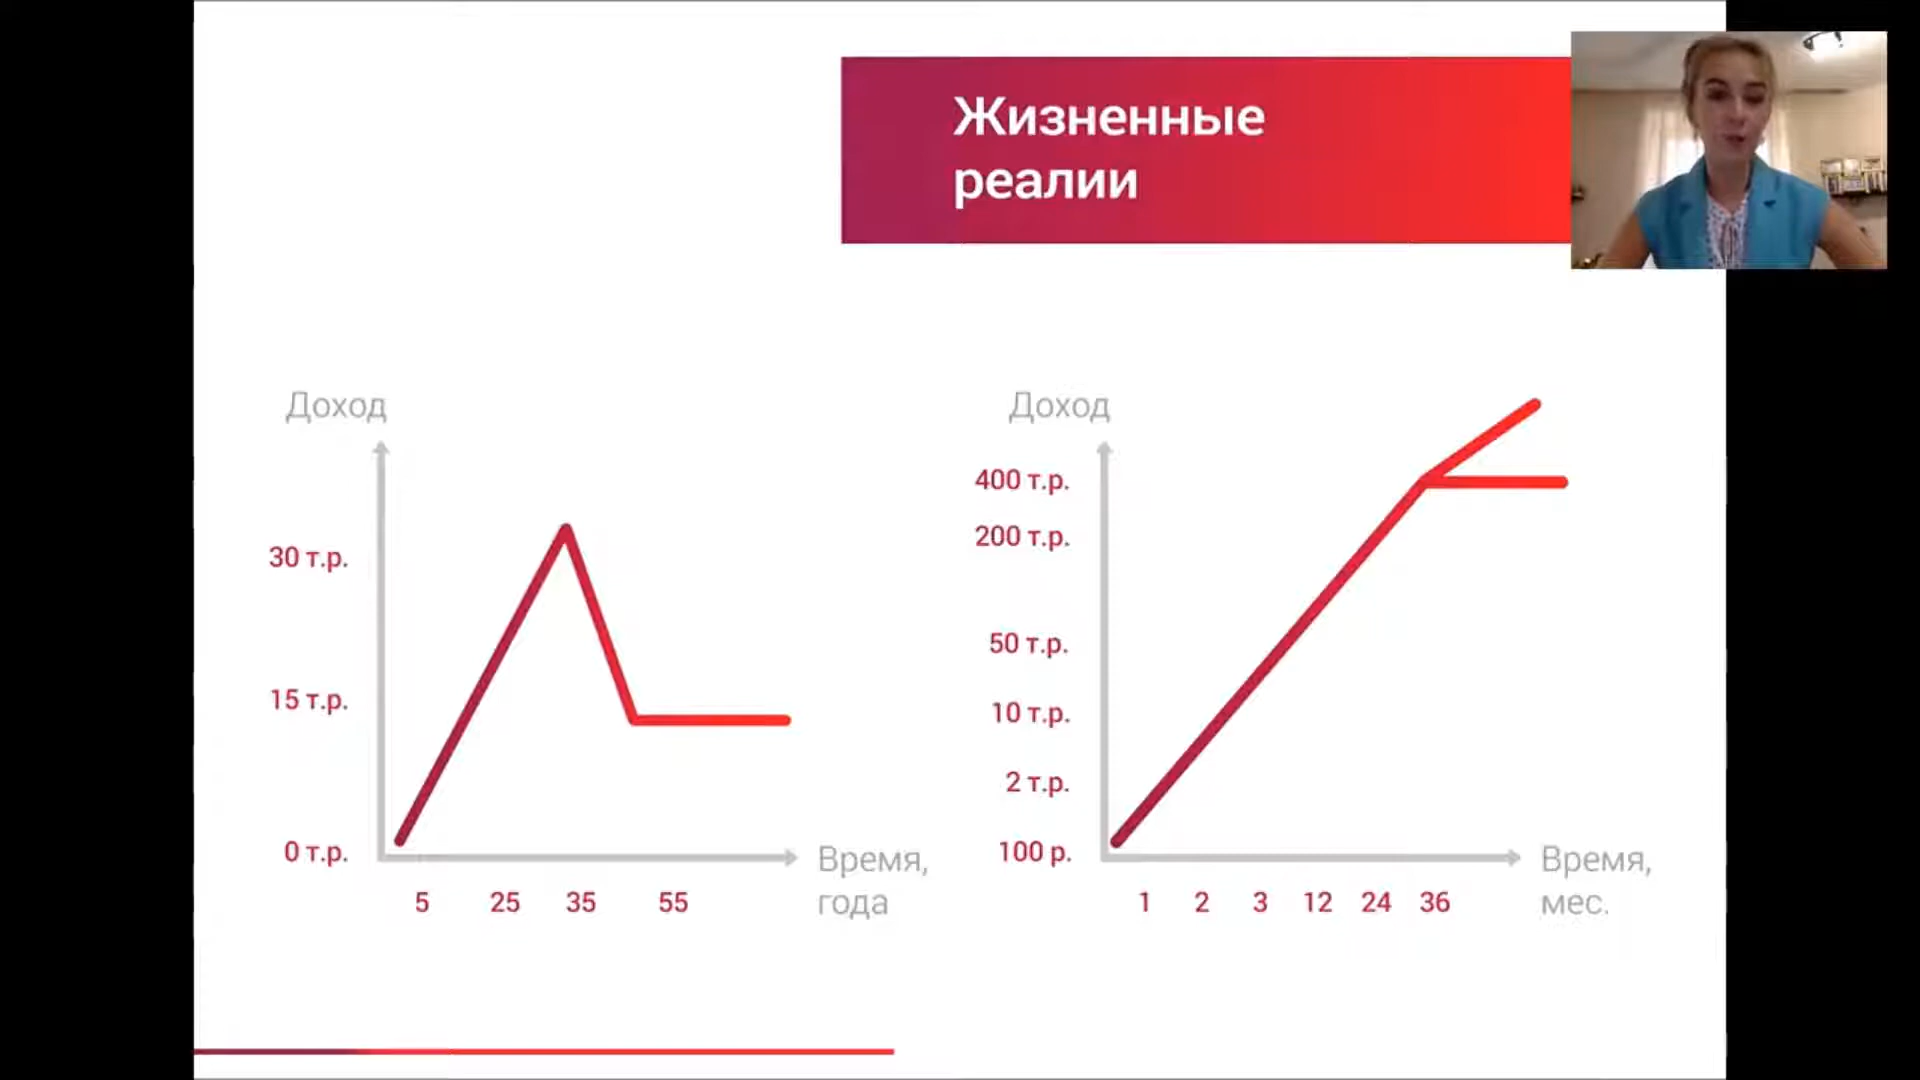 Жизненные
реалии
Доход
30 т.р.
15 т.р.
0 т.р.
5 25 35 55
Время,
года
Доход
400 т.р.
200 т.р.
50 т.р.
10 т.р.
2 т.р.
100 р.
1 2 3 12 24 36
Время,
мес.